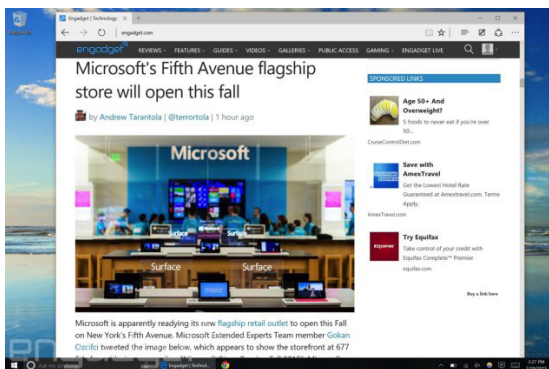 Engadget | Technology
engadget.com
engadget
REVIEWS
FEATURES
GUIDES
VIDEOS
GALLERIES
PUBLIC ACCESS
GAMING
ENGADGET LIVE
Microsoft's Fifth Avenue flagship
store will open this fall
by Andrew Tarantola | @terrortola | 1 hour ago
Microsoft
Surface
Surface
Surface
Surface
Microsoft is apparently readying its new flagship retail outlet to open this Fall
on New York's Fifth Avenue. Microsoft Extended Experts Team member Gokan
Ozcifci tweeted the image below, which appears to show the storefront at 677
SPONSORED LINKS
Age 50+ And
Overweight?
5 foods to never eat if you're over
50...
CruiseControlDiet.com
Save with
AmexTravel
Get the Lowest Hotel Rate
Guaranteed at Amextravel.com. Terms
Apply.
AmexTravel.com
EQUIFAX
Try Equifax
Take control of your credit with
Equifax Complete™ Premier
equifax.com
Buy a link here
engadget
Engadget | Technol...
3:27 PM